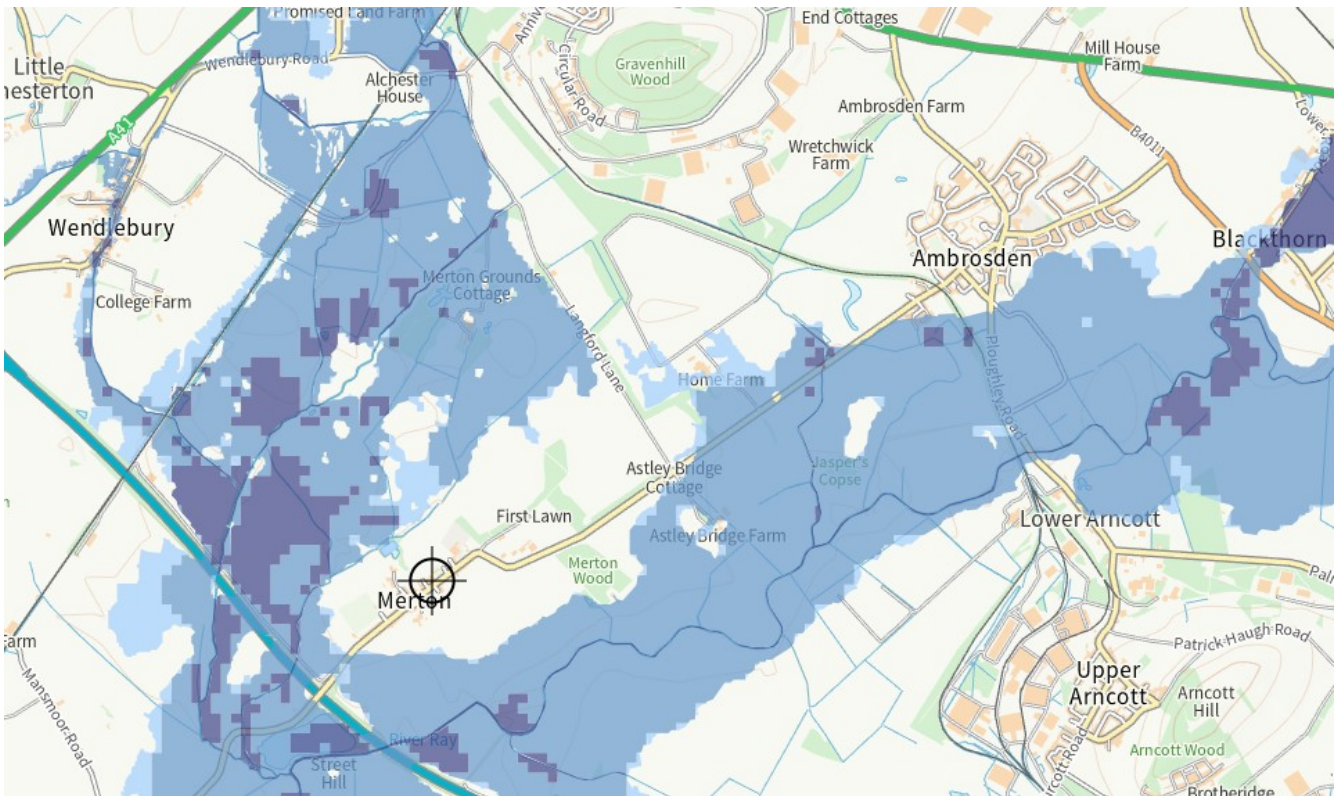 Promised Land Farm
End Cottages
Little
hesterton
Wendlebury Road
Alchester
House
Circular Road
Gravenhill
Wood
Mill House
Farm
A41
Ambrosden Farm
Wretchwick
Farm
B4011
Wendlebury
Ambrosden
Blackthorn
College Farm
Merton Grounds
Cottage
Langford Lane
Home Farm
Ploughley Road
Astley Bridge
Cottage
Jasper's
Copse
First Lawn
Astley Bridge Farm
Lower Arncott
Merton
Wood
Merton
Farm
Mansmoor Road
Patrick Haugh Road
Upper
Arncott
Arncott
Hill
River Ray
Street
Hill
Arncott Wood
Brotheridge